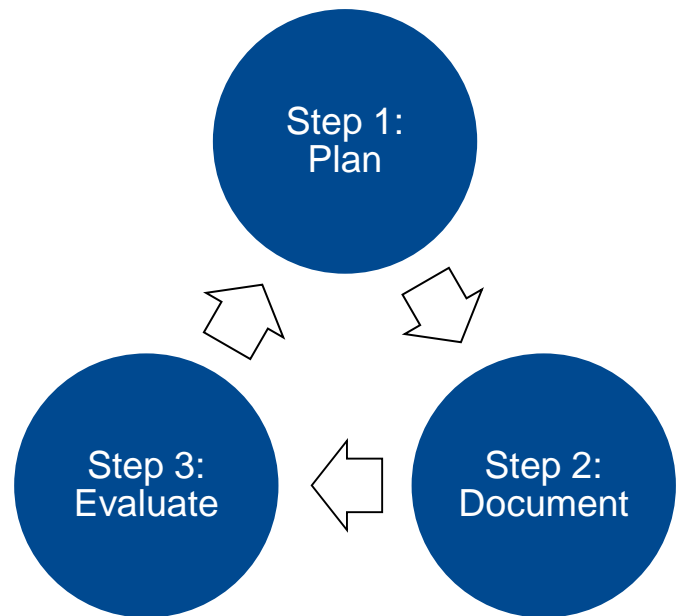 Step 1:
Plan
Step 2:
Document
Step 3:
Evaluate